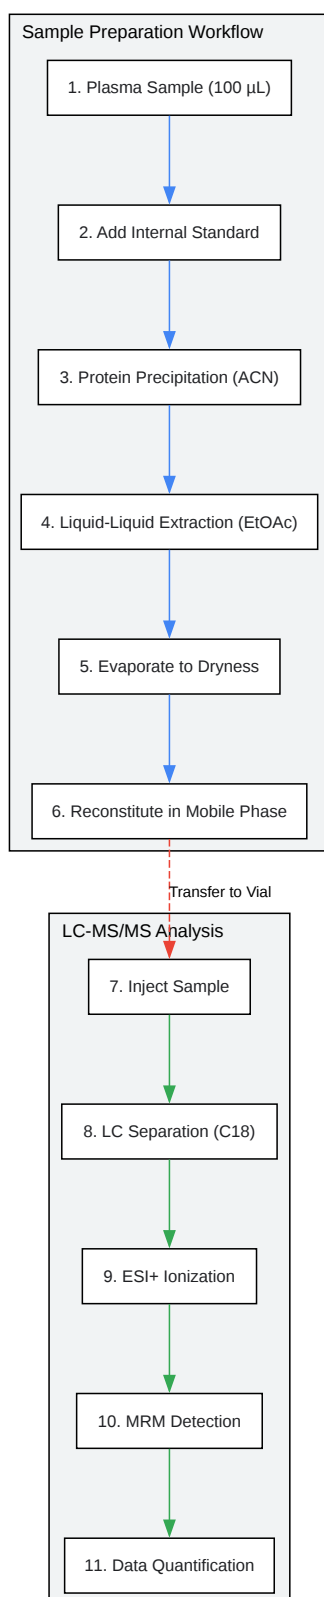 Sample Preparation Workflow
1. Plasma Sample (100 µL)
2. Add Internal Standard
3. Protein Precipitation (ACN)
4. Liquid-Liquid Extraction (EtOAc)
5. Evaporate to Dryness
6. Reconstitute in Mobile Phase
Transfer to Vial
LC-MS/MS Analysis
7. Inject Sample
8. LC Separation (C18)
9. ESI+ Ionization
10. MRM Detection
11. Data Quantification